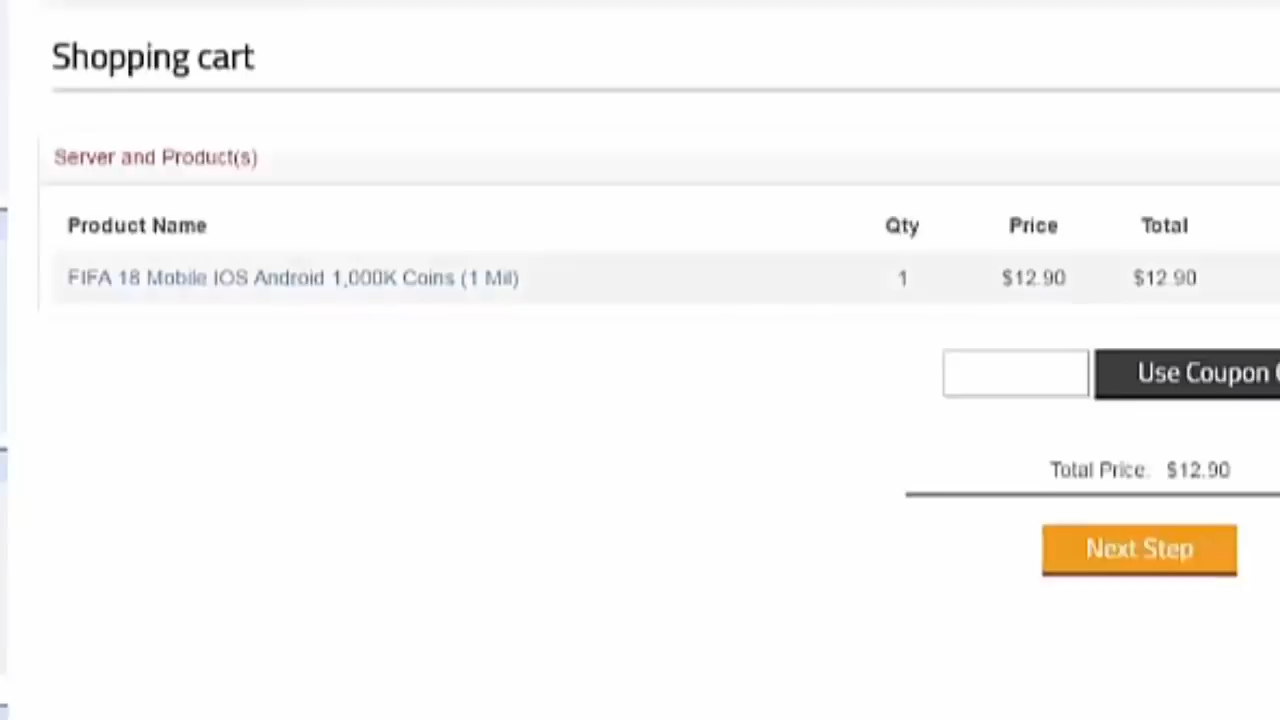 Shopping cart
Server and Product(s)
Product Name Qty Price Total
FIFA 18 Mobile IOS Android 1,000K Coins (1 Mil) 1 $12.90 $12.90
Use Coupon
Total Price: $12.90
Next Step